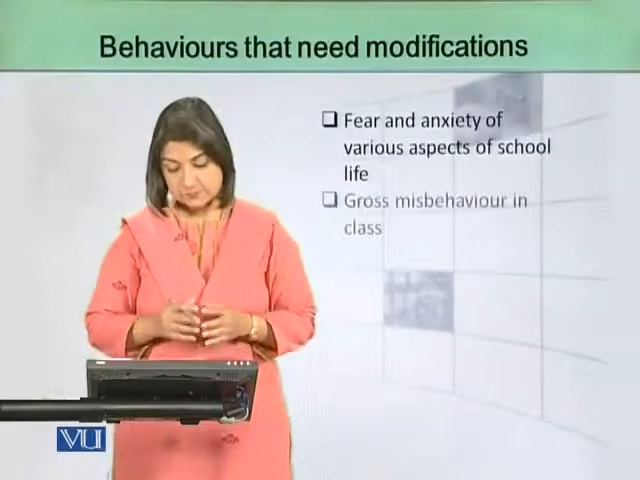 Behaviours that need modifications
❑ Fear and anxiety of
various aspects of school
life
❑ Gross misbehaviour in
class
VU